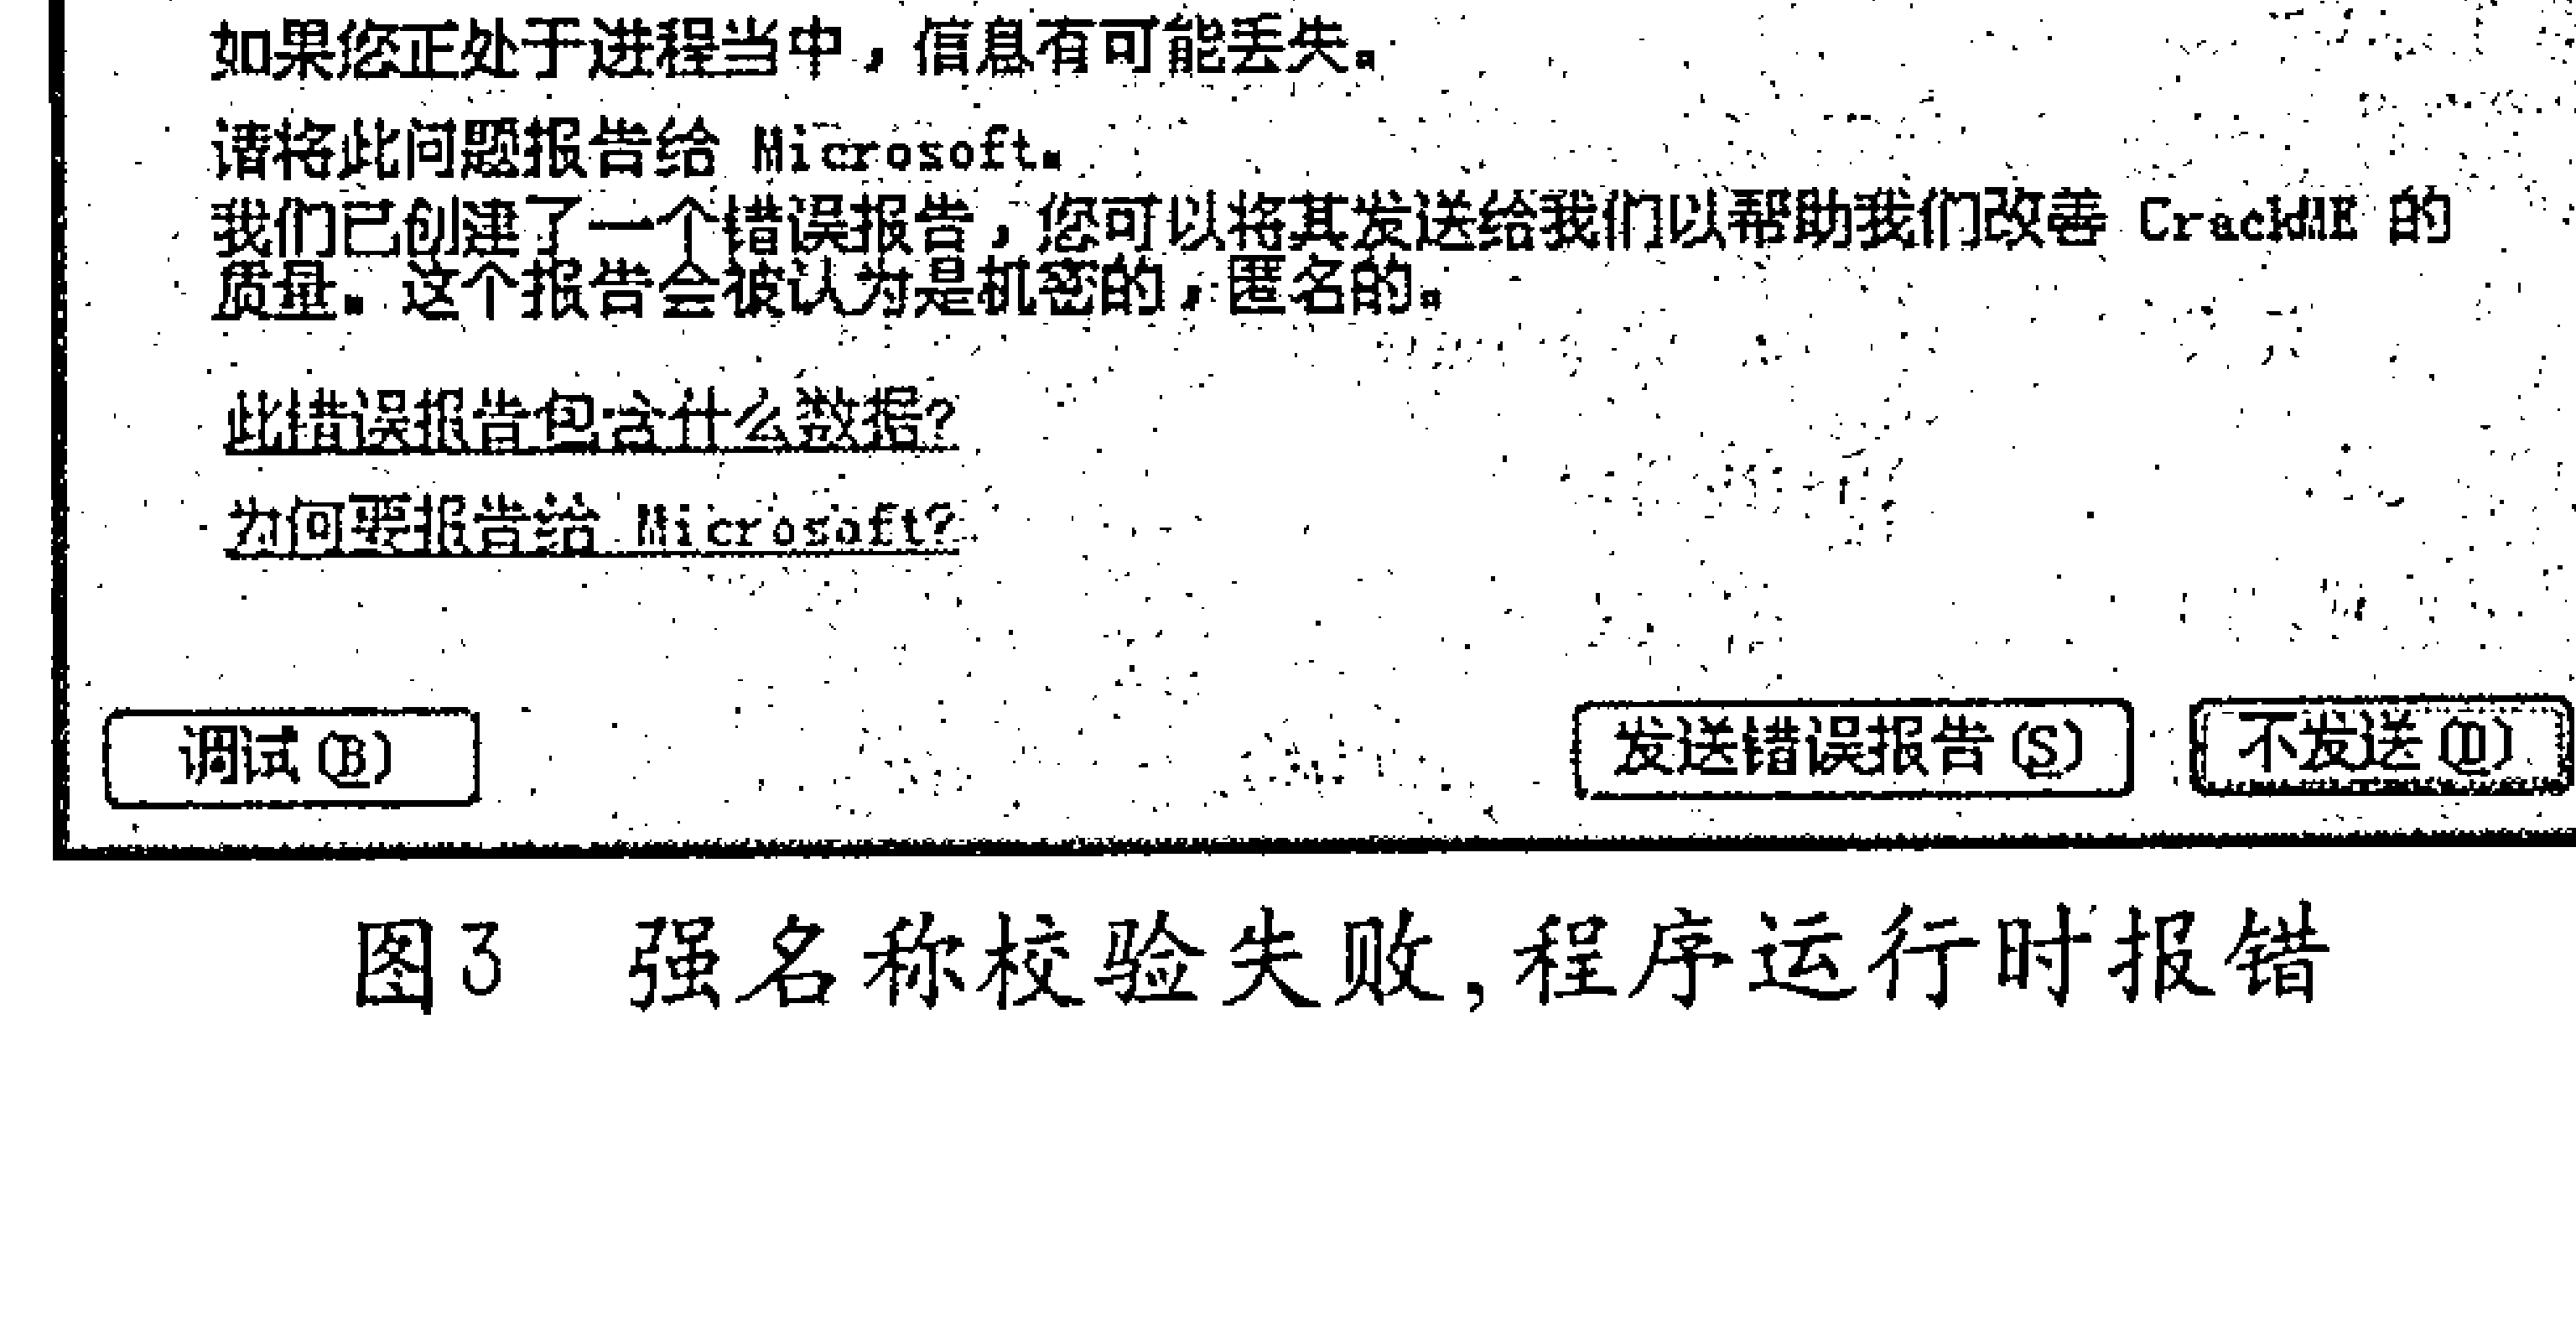 如果您正处于进程当中，信息有可能丢失。
请将此问题报告给 Microsoft。
我们已创建了一个错误报告，您可以将其发送给我们以帮助我们改善 CrackME 的
质量。这个报告会被认为是机密的，匿名的。
此错误报告包含什么数据?
为何要报告给 Microsoft?
调试(B) 发送错误报告(S) 不发送(D)
图3 强名称校验失败,程序运行时报错